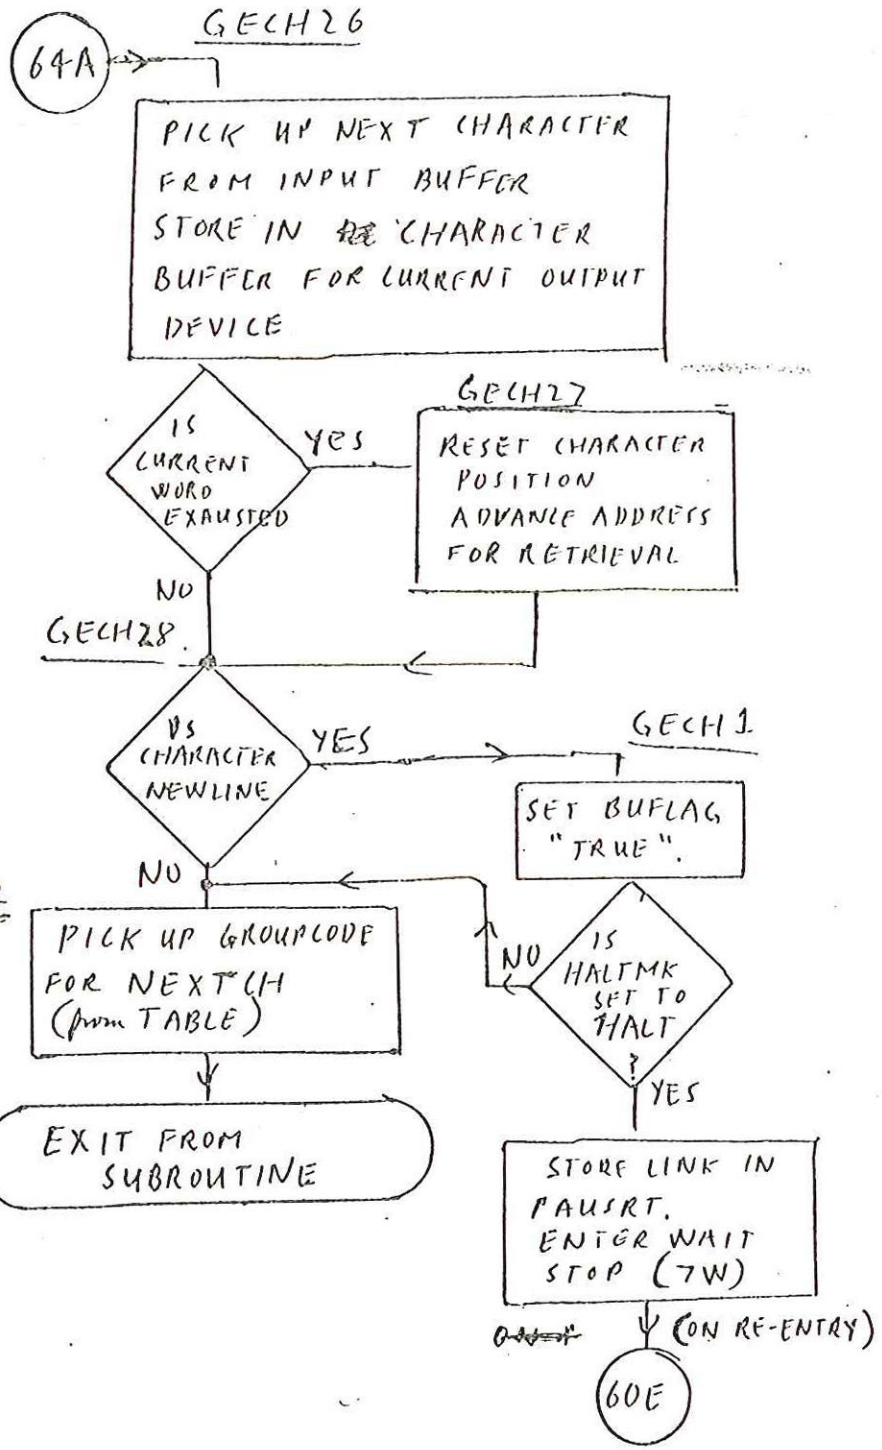 GECH26
64A
PICK UP NEXT CHARACTER
FROM INPUT BUFFER
STORE IN CHARACTER
BUFFER FOR CURRENT OUTPUT
DEVICE
IS
CURRENT
WORD
EXAUSTED
YES
NO
GECH27
RESET CHARACTER
POSITION
ADVANCE ADDRESS
FOR RETRIEVAL
GECH28
IS
CHARACTER
NEWLINE
YES
NO
GECH1
SET BUFLAG
"TRUE".
IS
HALTMK
SET TO
HALT
?
NO
YES
PICK UP GROUPCODE
FOR NEXTCH
(from TABLE)
EXIT FROM
SUBROUTINE
STORE LINK IN
PAUSRT.
ENTER WAIT
STOP (7W)
(ON RE-ENTRY)
60E